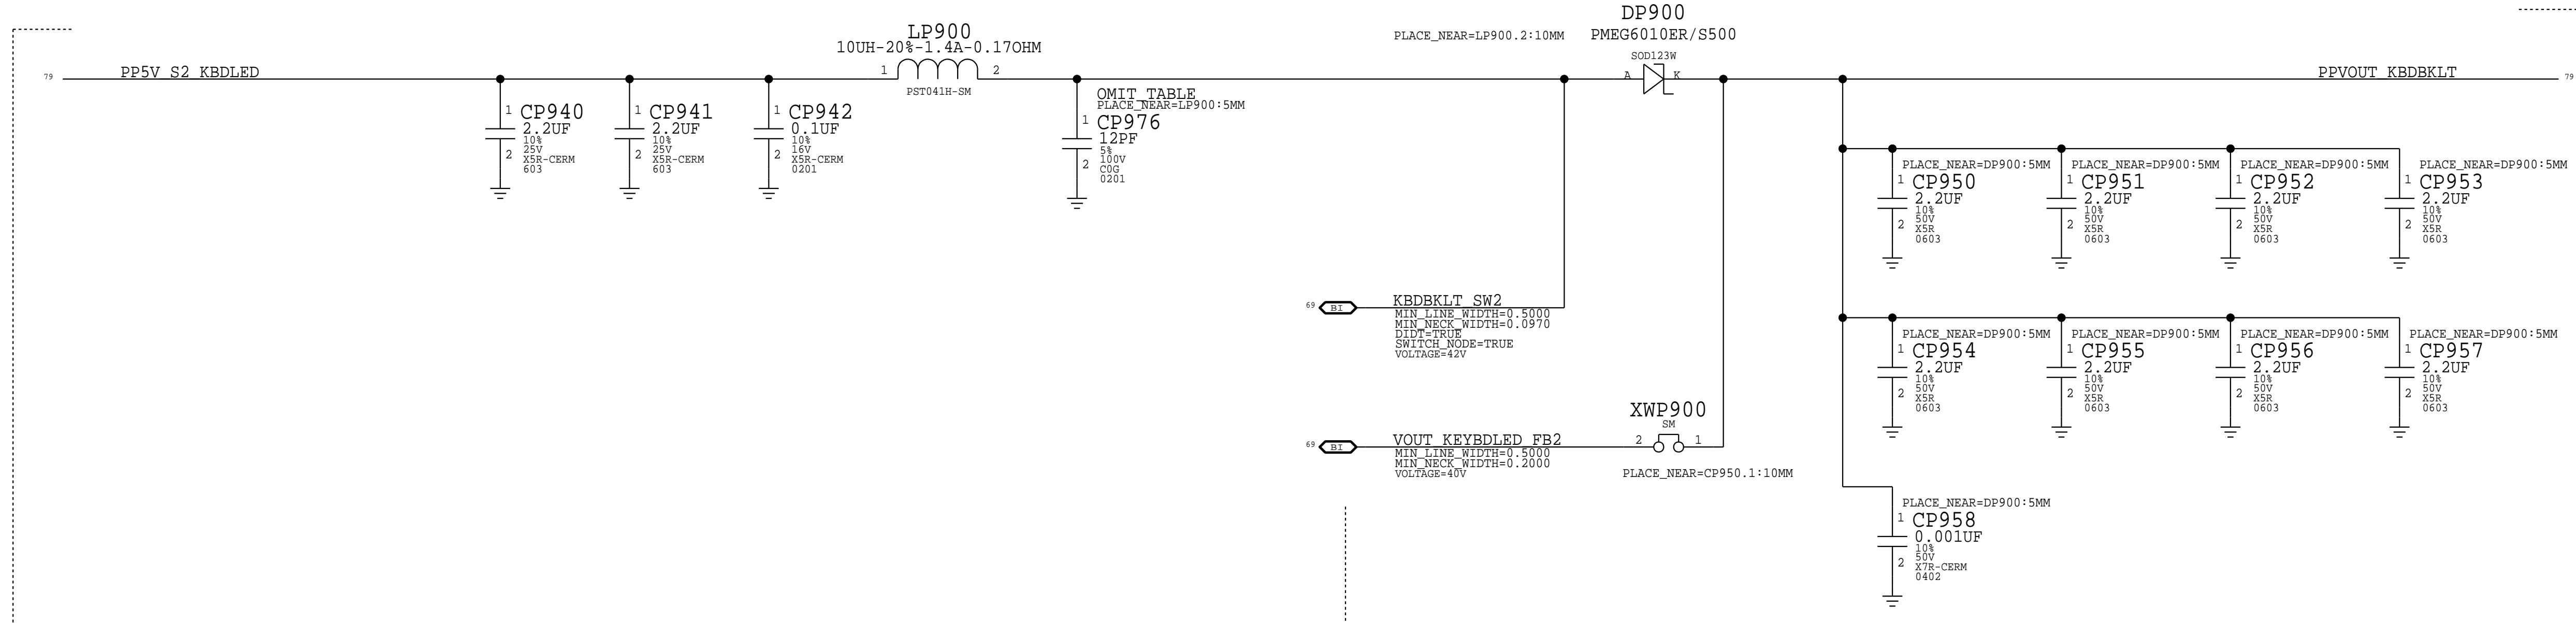 79
PP5V_S2_KBDLED
1 CP940
2.2UF
10%
25V
X5R-CERM
603
2
1 CP941
2.2UF
10%
25V
X5R-CERM
603
2
1 CP942
0.1UF
10%
16V
X5R-CERM
0201
2
LP900
10UH-20%-1.4A-0.17OHM
1 2
PST041H-SM
OMIT_TABLE
PLACE_NEAR=LP900:5MM
1 CP976
12PF
5%
100V
C0G
0201
2
PLACE_NEAR=LP900.2:10MM
DP900
PMEG6010ER/S500
SOD123W
A K
PPVOUT_KBDBKLT
79
PLACE_NEAR=DP900:5MM
1 CP950
2.2UF
10%
50V
X5R
0603
2
PLACE_NEAR=DP900:5MM
1 CP951
2.2UF
10%
50V
X5R
0603
2
PLACE_NEAR=DP900:5MM
1 CP952
2.2UF
10%
50V
X5R
0603
2
PLACE_NEAR=DP900:5MM
1 CP953
2.2UF
10%
50V
X5R
0603
2
69 BI KBDBKLT_SW2
MIN_LINE_WIDTH=0.5000
MIN_NECK_WIDTH=0.0970
DIDT=TRUE
SWITCH_NODE=TRUE
VOLTAGE=42V
PLACE_NEAR=DP900:5MM
1 CP954
2.2UF
10%
50V
X5R
0603
2
PLACE_NEAR=DP900:5MM
1 CP955
2.2UF
10%
50V
X5R
0603
2
PLACE_NEAR=DP900:5MM
1 CP956
2.2UF
10%
50V
X5R
0603
2
PLACE_NEAR=DP900:5MM
1 CP957
2.2UF
10%
50V
X5R
0603
2
69 BI VOUT_KEYBDLED_FB2
MIN_LINE_WIDTH=0.5000
MIN_NECK_WIDTH=0.2000
VOLTAGE=40V
XWP900
SM
2 1
PLACE_NEAR=CP950.1:10MM
PLACE_NEAR=DP900:5MM
1 CP958
0.001UF
10%
50V
X7R-CERM
0402
2